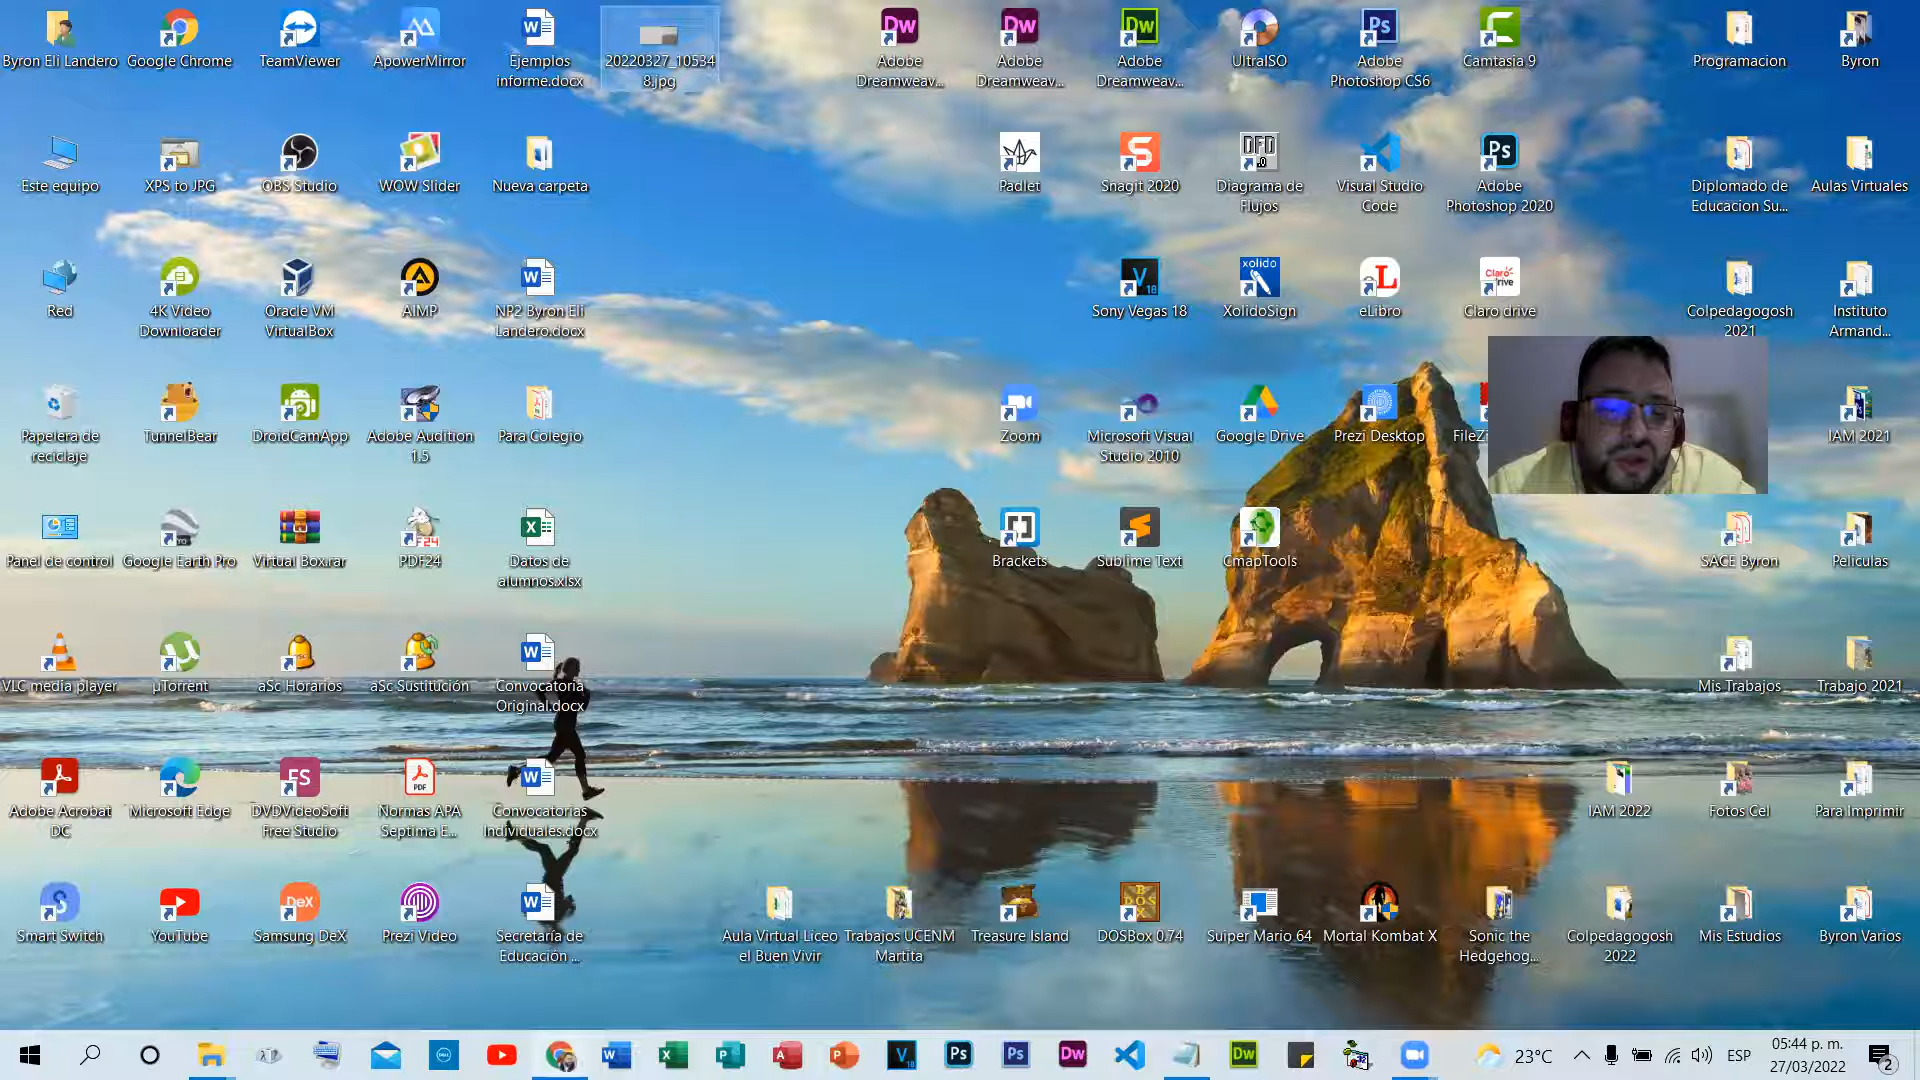 Byron Eli Landero
Google Chrome
TeamViewer
ApowerMirror
Ejemplos
informe.docx
20220327_10534
8.jpg
Adobe
Dreamweav...
Adobe
Dreamweav...
Adobe
Dreamweav...
UltraISO
Adobe
Photoshop CS6
Camtasia 9
Programacion
Byron
Este equipo
XPS to JPG
OBS Studio
WOW Slider
Nueva carpeta
Padlet
Snagit 2020
Diagrama de
Flujos
Visual Studio
Code
Adobe
Photoshop 2020
Diplomado de
Educacion Su...
Aulas Virtuales
Red
4K Video
Downloader
Oracle VM
VirtualBox
AIMP
NP2 Byron Eli
Landero.docx
Sony Vegas 18
XolidoSign
eLibro
Claro drive
Colpedagogosh
2021
Instituto
Armand...
Papelera de
reciclaje
TunnelBear
DroidCamApp
Adobe Audition
1.5
Para Colegio
Zoom
Microsoft Visual
Studio 2010
Google Drive
Prezi Desktop
FileZi
IAM 2021
Panel de control
Google Earth Pro
Virtual Box.rar
PDF24
Datos de
alumnos.xlsx
Brackets
Sublime Text
CmapTools
SACE Byron
Peliculas
VLC media player
µTorrent
aSc Horarios
aSc Sustitución
Convocatoria
Original.docx
Mis Trabajos
Trabajo 2021
Adobe Acrobat
DC
Microsoft Edge
DVDVideoSoft
Free Studio
Normas APA
Septima E...
Convocatorias
Individuales.docx
IAM 2022
Fotos Cel
Para Imprimir
Smart Switch
YouTube
Samsung DeX
Prezi Video
Secretaría de
Educación ...
Aula Virtual Liceo
el Buen Vivir
Trabajos UCENM
Martita
Treasure Island
DOSBox 0.74
Suiper Mario 64
Mortal Kombat X
Sonic the
Hedgehog...
Colpedagogosh
2022
Mis Estudios
Byron Varios
23°C
ESP
05:44 p. m.
27/03/2022
2